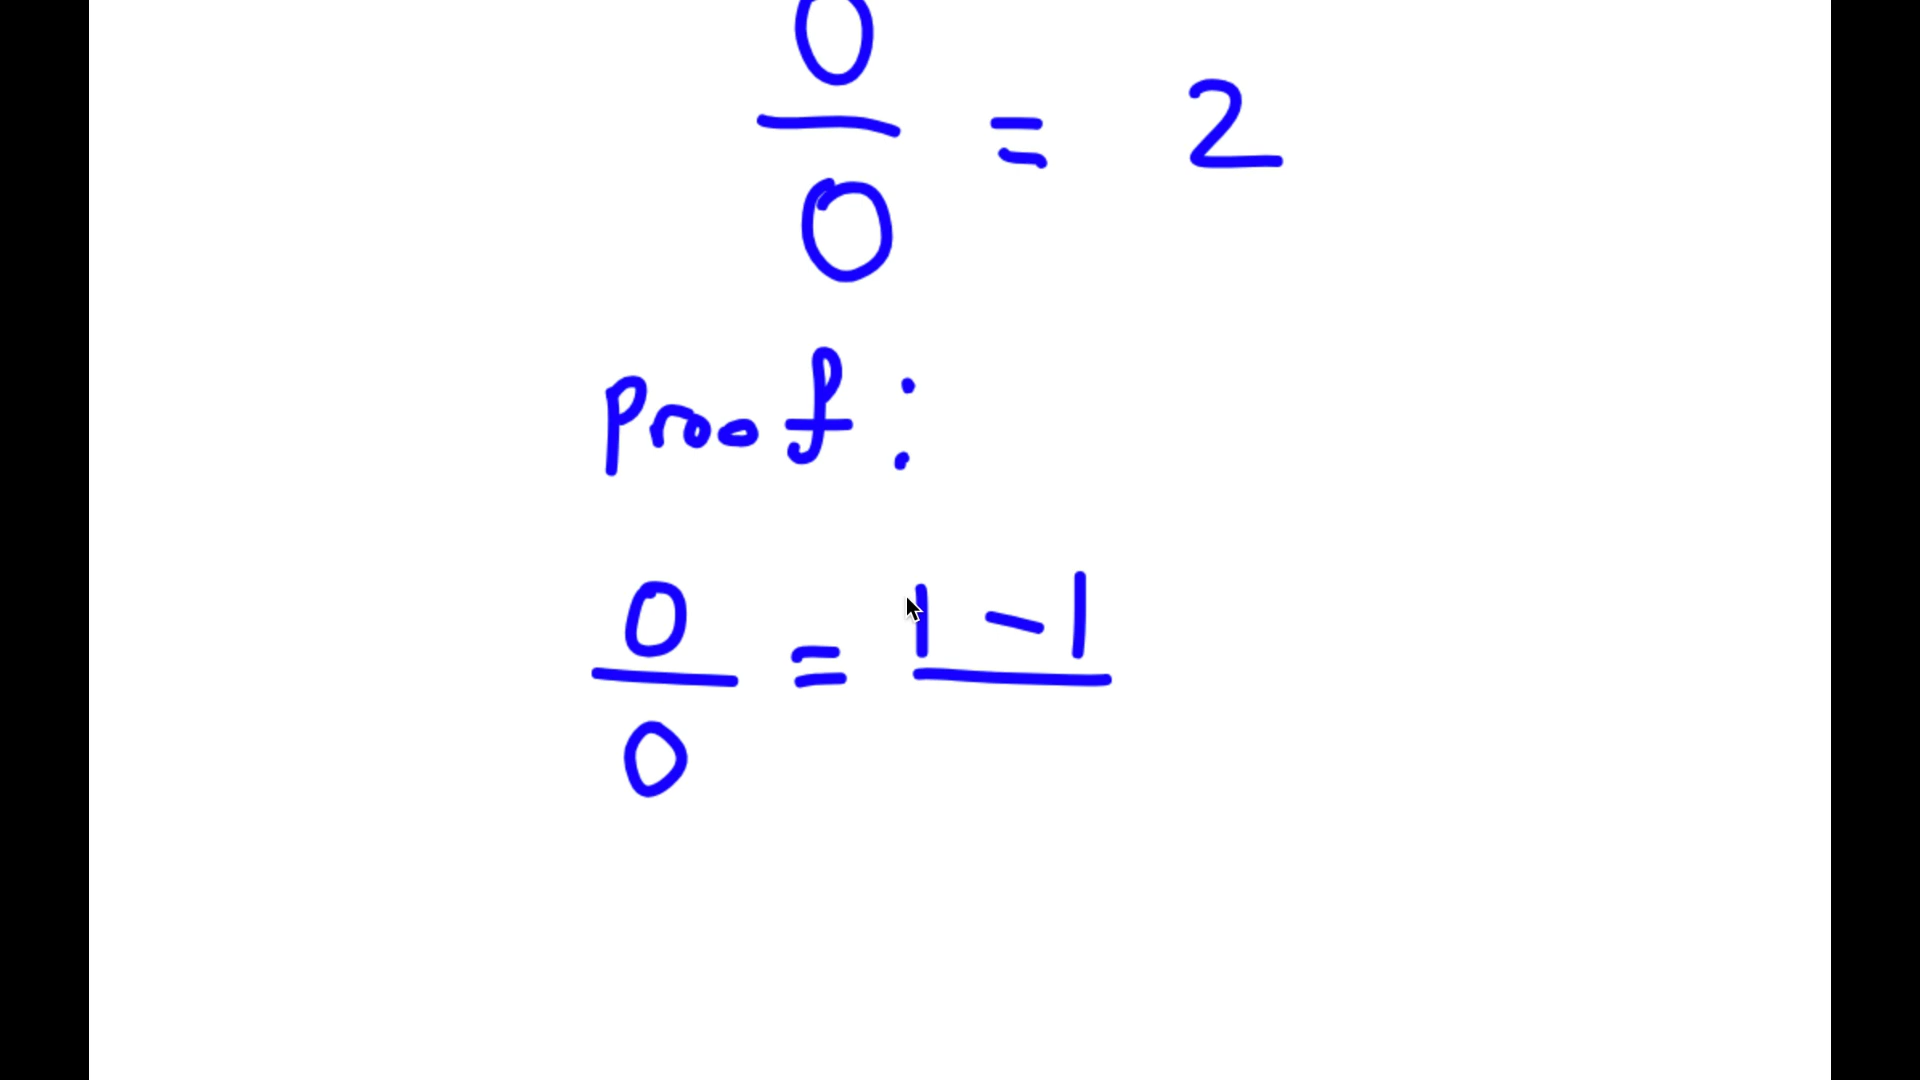 0/0 = 2
Proof:
0/0 = 1 - 1/